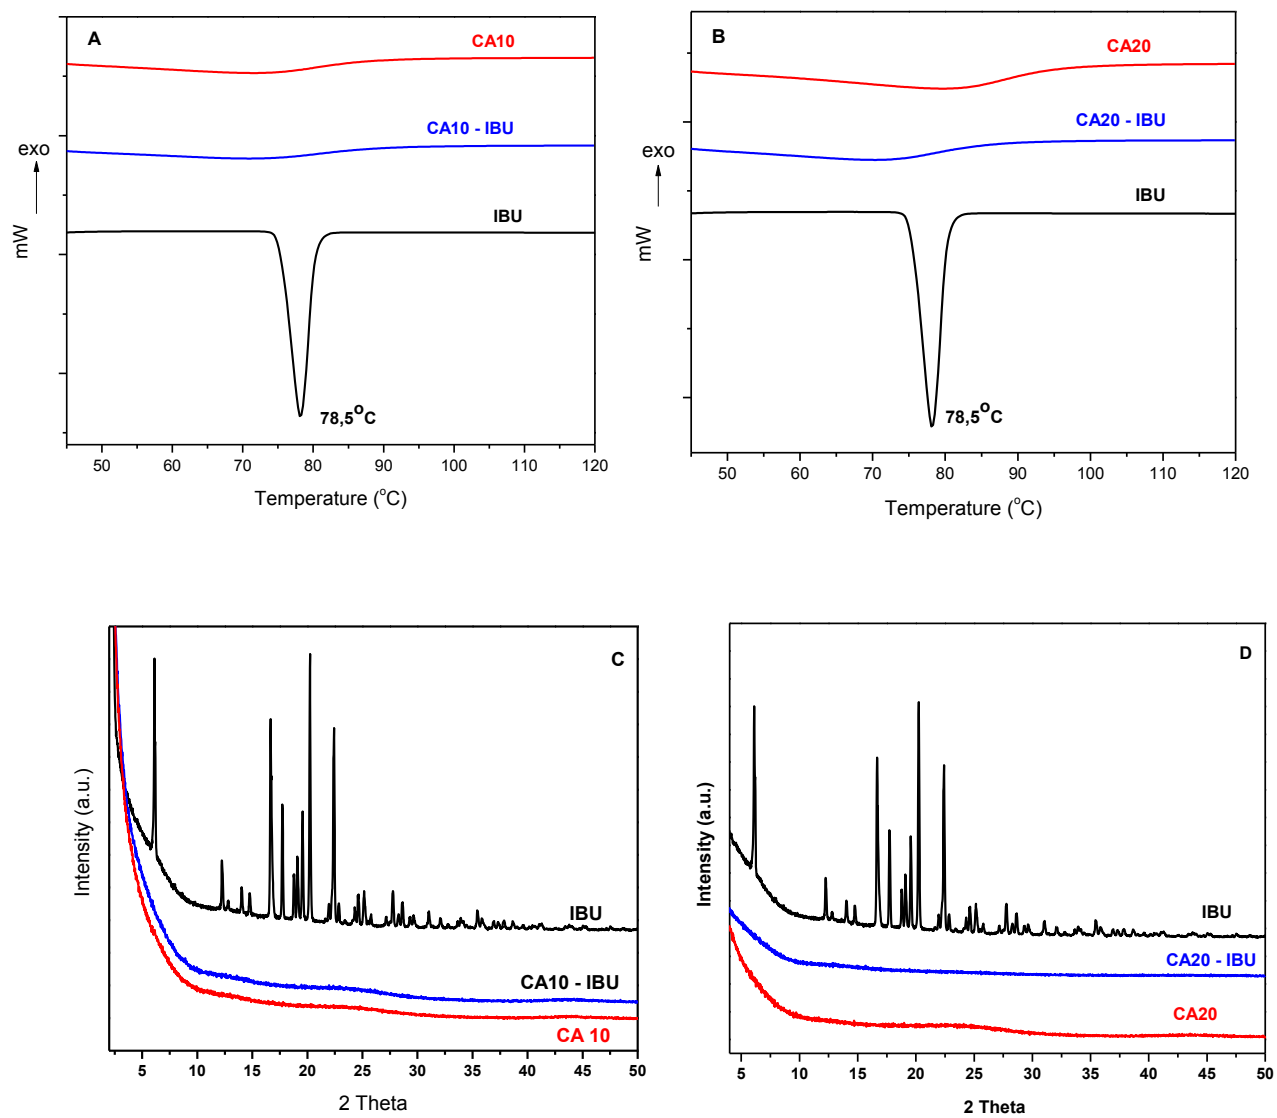 A
CA10
CA10 - IBU
exo
mW
IBU
78,5°C
50 60 70 80 90 100 110 120
Temperature (°C)
B
CA20
CA20 - IBU
exo
mW
IBU
78,5°C
50 60 70 80 90 100 110 120
Temperature (°C)
C
Intensity (a.u.)
IBU
CA10 - IBU
CA 10
5 10 15 20 25 30 35 40 45 50
2 Theta
D
Intensity (a.u.)
IBU
CA20 - IBU
CA20
5 10 15 20 25 30 35 40 45 50
2 Theta